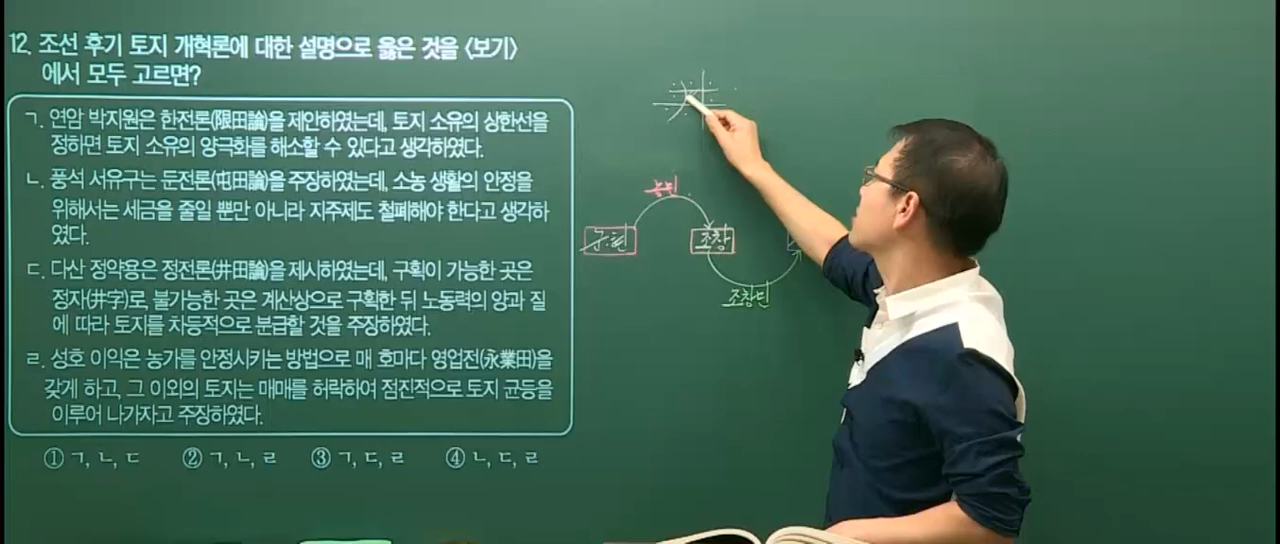 12. 조선 후기 토지 개혁론에 대한 설명으로 옳은 것을 〈보기〉
에서 모두 고르면?
ㄱ. 연암 박지원은 한전론(限田論)을 제안하였는데, 토지 소유의 상한선을
정하면 토지 소유의 양극화를 해소할 수 있다고 생각하였다.
ㄴ. 풍석 서유구는 둔전론(屯田論)을 주장하였는데, 소농 생활의 안정을
위해서는 세금을 줄일 뿐만 아니라 지주제도 철폐해야 한다고 생각하
였다.
ㄷ. 다산 정약용은 정전론(井田論)을 제시하였는데, 구획이 가능한 곳은
정자(井字)로, 불가능한 곳은 계산상으로 구획한 뒤 노동력의 양과 질
에 따라 토지를 차등적으로 분급할 것을 주장하였다.
ㄹ. 성호 이익은 농가를 안정시키는 방법으로 매 호마다 영업전(永業田)을
갖게 하고, 그 이외의 토지는 매매를 허락하여 점진적으로 토지 균등을
이루어 나가자고 주장하였다.
① ㄱ, ㄴ, ㄷ ② ㄱ, ㄴ, ㄹ ③ ㄱ, ㄷ, ㄹ ④ ㄴ, ㄷ, ㄹ
井
조창